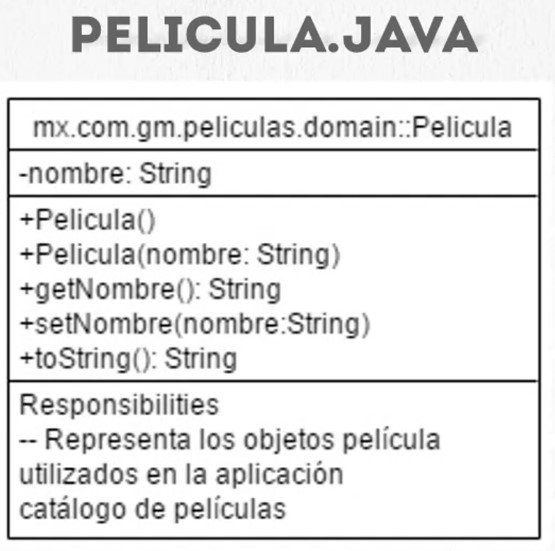 PELICULA.JAVA
mx.com.gm.peliculas.domain::Pelicula
-nombre: String
+Pelicula()
+Pelicula(nombre: String)
+getNombre(): String
+setNombre(nombre:String)
+toString(): String
Responsibilities
-- Representa los objetos película
utilizados en la aplicación
catálogo de películas